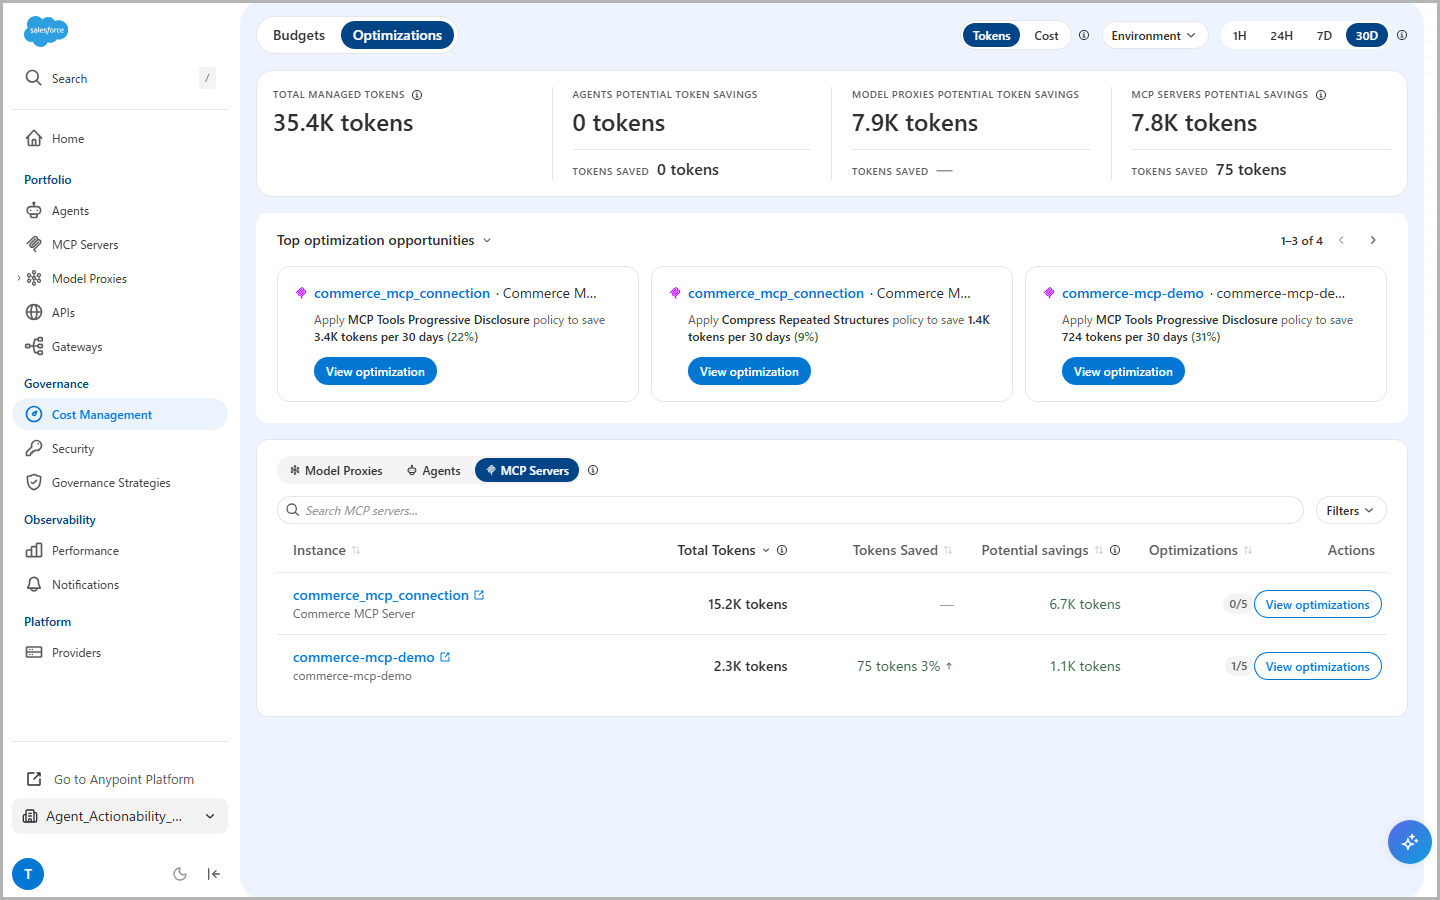 salesforce
Search /
Home
Portfolio
Agents
MCP Servers
Model Proxies
APIs
Gateways
Governance
Cost Management
Security
Governance Strategies
Observability
Performance
Notifications
Platform
Providers
Go to Anypoint Platform
Agent_Actionability_...
T
Budgets Optimizations
Tokens Cost Environment 1H 24H 7D 30D
TOTAL MANAGED TOKENS
35.4K tokens
AGENTS POTENTIAL TOKEN SAVINGS
0 tokens
TOKENS SAVED 0 tokens
MODEL PROXIES POTENTIAL TOKEN SAVINGS
7.9K tokens
TOKENS SAVED —
MCP SERVERS POTENTIAL SAVINGS
7.8K tokens
TOKENS SAVED 75 tokens
Top optimization opportunities 1–3 of 4
commerce_mcp_connection · Commerce M...
Apply MCP Tools Progressive Disclosure policy to save
3.4K tokens per 30 days (22%)
View optimization
commerce_mcp_connection · Commerce M...
Apply Compress Repeated Structures policy to save 1.4K
tokens per 30 days (9%)
View optimization
commerce-mcp-demo · commerce-mcp-de...
Apply MCP Tools Progressive Disclosure policy to save
724 tokens per 30 days (31%)
View optimization
Model Proxies Agents MCP Servers
Search MCP servers... Filters
Instance Total Tokens Tokens Saved Potential savings Optimizations Actions
commerce_mcp_connection 15.2K tokens — 6.7K tokens 0/5 View optimizations
Commerce MCP Server
commerce-mcp-demo 2.3K tokens 75 tokens 3% ↑ 1.1K tokens 1/5 View optimizations
commerce-mcp-demo